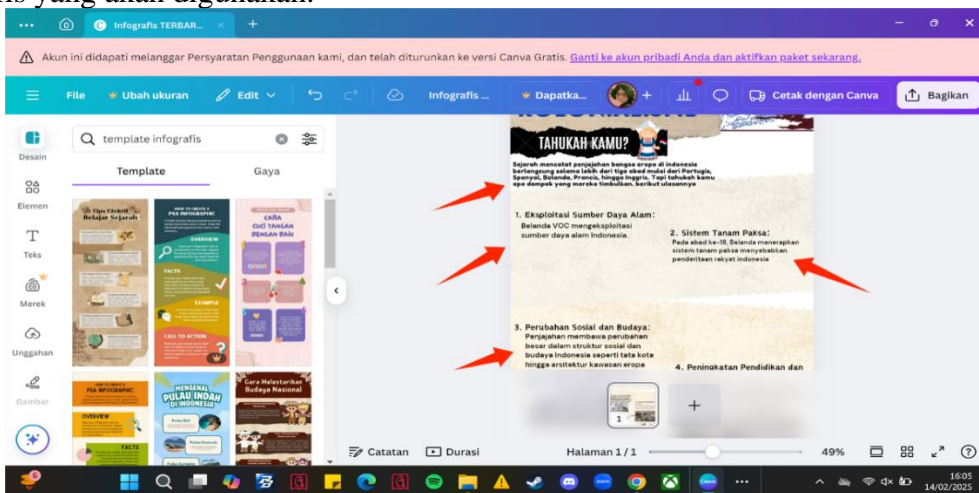 is yang akan digunakan.
Infografis TERBAR...
Akun ini didapati melanggar Persyaratan Penggunaan kami, dan telah diturunkan ke versi Canva Gratis. Ganti ke akun pribadi Anda dan aktifkan paket sekarang.
File
Ubah ukuran
Edit
Infografis ...
Dapatka...
Cetak dengan Canva
Bagikan
Desain
Elemen
Teks
Merek
Unggahan
Gambar
template infografis
Template
Gaya
Tips Efektif
Belajar Sejarah
HOW TO CREATE A
PSA INFOGRAPHIC
OVERVIEW
FACTS
EXAMPLE
CALL TO ACTION
CARA
CUCI TANGAN
DENGAN BAIK
HOW TO CREATE A
PSA INFOGRAPHIC
OVERVIEW
FACTS
MENGENAL
PULAU INDAH
DI INDONESIA
Pulau Bali
Cara Melestarikan
Budaya Nasional
TAHUKAH KAMU?
Sejarah mencatat penjajahan bangsa eropa di indonesia
berlangsung selama lebih dari tiga abad mulai dari Portugis,
Spanyol, Belanda, Prancis, hingga Inggris. Tapi tahukah kamu
apa dampak yang mereka timbulkan, berikut ulasannya
1. Eksploitasi Sumber Daya Alam:
Belanda VOC mengeksploitasi
sumber daya alam Indonesia.
2. Sistem Tanam Paksa:
Pada abad ke-19, Belanda menerapkan
sistem tanam paksa menyebabkan
penderitaan rakyat indonesia
3. Perubahan Sosial dan Budaya:
Penjajahan membawa perubahan
besar dalam struktur sosial dan
budaya Indonesia seperti tata kota
hingga arsitektur kawasan eropa
4. Peningkatan Pendidikan dan
1
Catatan
Durasi
Halaman 1 / 1
49%
16:05
14/02/2025